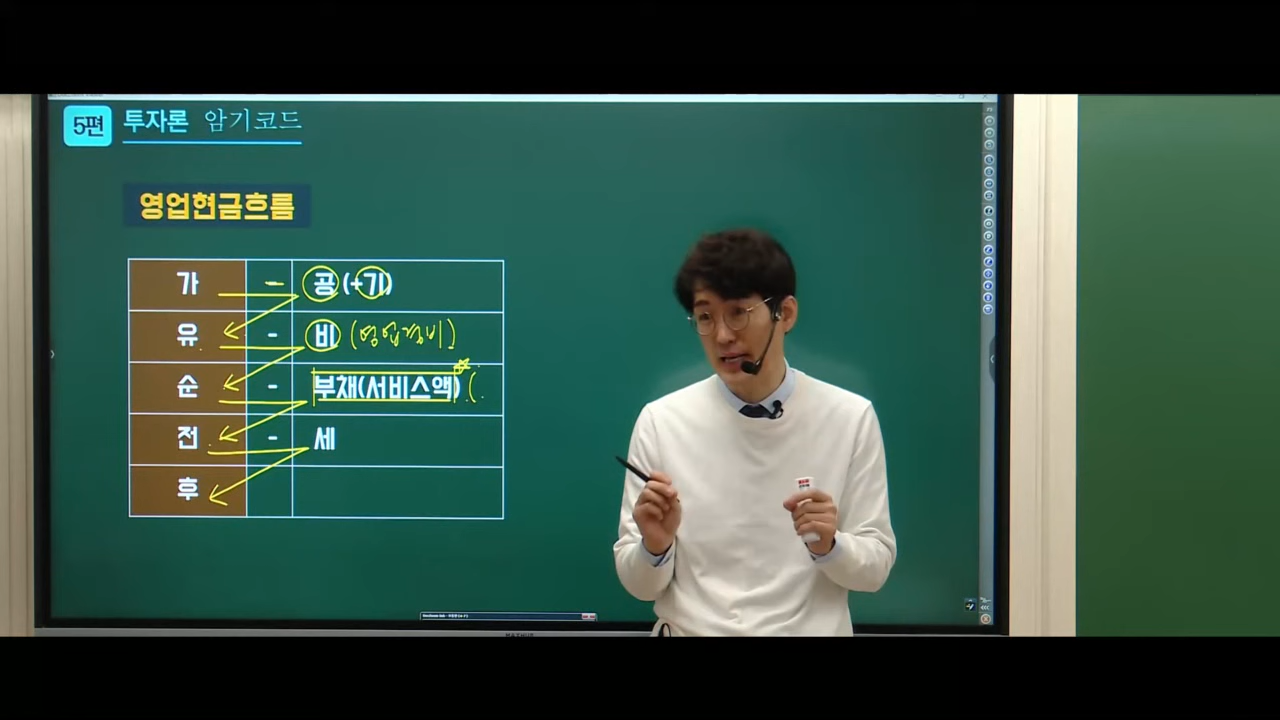 5편 투자론 암기코드
영업현금흐름
가 - 공(+기)
유 - 비 (영업경비)
순 - 부채(서비스액) (
전 - 세
후